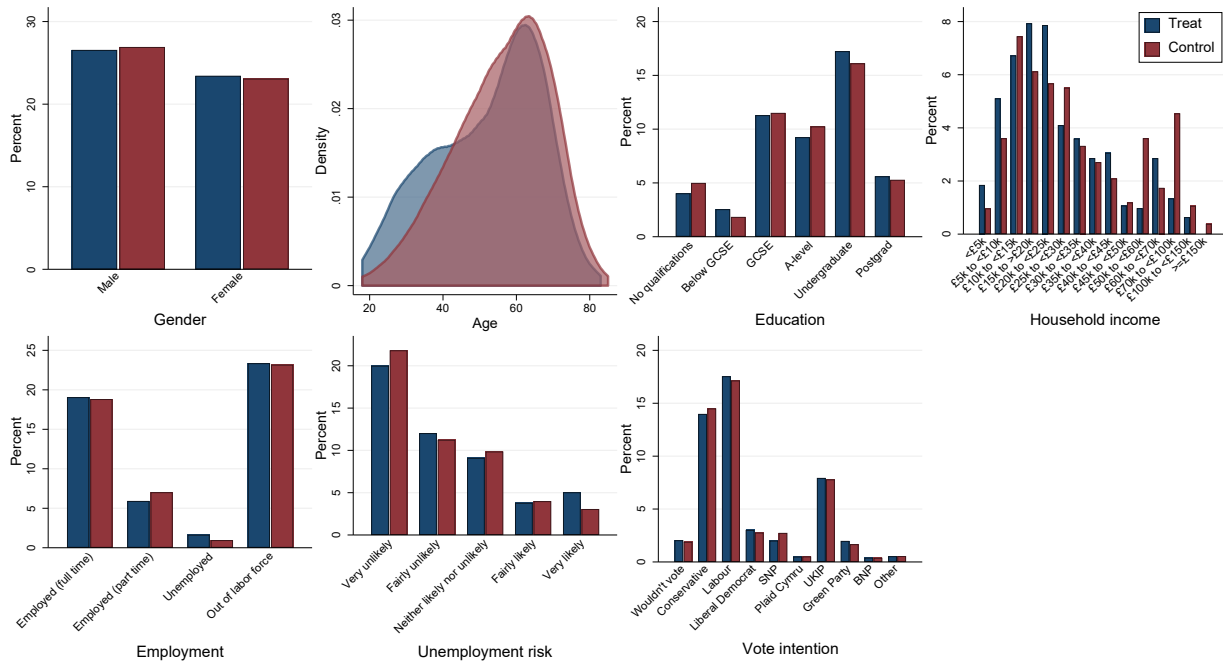 Percent
0
10
20
30
Male
Female
Gender
Density
0
.01
.02
.03
20
40
60
80
Age
Percent
0
5
10
15
20
No qualifications
Below GCSE
GCSE
A-level
Undergraduate
Postgrad
Education
Percent
0
2
4
6
8
Treat
Control
<£5k
£5k to <£10k
£10k to <£15k
£15k to >£20k
£20k to <£25k
£25k to <£30k
£30k to <£35k
£35k to <£40k
£40k to <£45k
£45k to <£50k
£50k to <£60k
£60k to <£70k
£70k to <£100k
£100k to <£150k
>=£150k
Household income
Percent
0
5
10
15
20
25
Employed (full time)
Employed (part time)
Unemployed
Out of labor force
Employment
Percent
0
5
10
15
20
Very unlikely
Fairly unlikely
Neither likely nor unlikely
Fairly likely
Very likely
Unemployment risk
Percent
0
5
10
15
20
Wouldn't vote
Conservative
Labour
Liberal Democrat
SNP
Plaid Cymru
UKIP
Green Party
BNP
Other
Vote intention